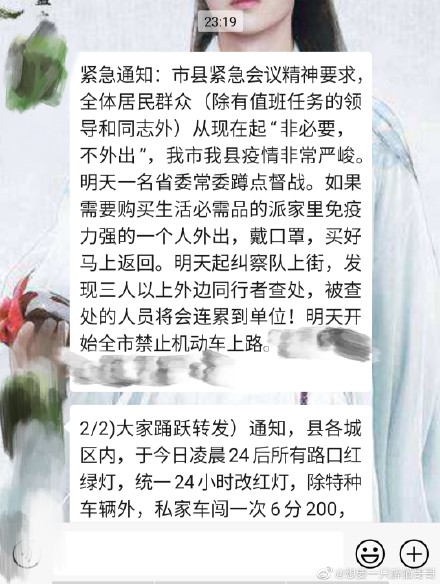 23:19
紧急通知：市县紧急会议精神要求，
全体居民群众（除有值班任务的领
导和同志外）从现在起“非必要，
不外出”，我市我县疫情非常严峻。
明天一名省委常委蹲点督战。如果
需要购买生活必需品的派家里免疫
力强的一个人外出，戴口罩，买好
马上返回。明天起纠察队上街，发
现三人以上外边同行者查处，被查
处的人员将会连累到单位！明天开
始全市禁止机动车上路。
2/2)大家踊跃转发）通知，县各城
区内，于今日凌晨24后所有路口红
绿灯，统一24小时改红灯，除特种
车辆外，私家车闯一次6分200，